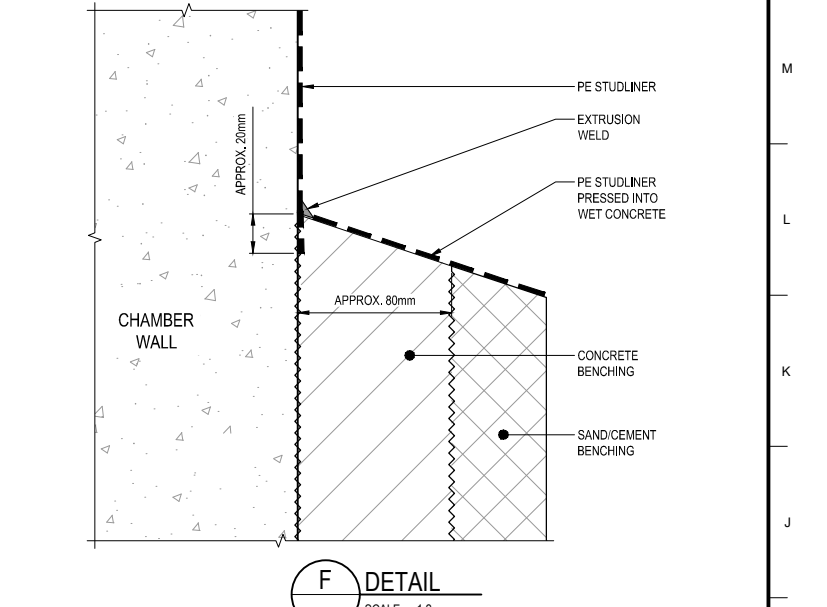 PE STUDLINER
EXTRUSION
WELD
APPROX. 20mm
PE STUDLINER
PRESSED INTO
WET CONCRETE
APPROX. 80mm
CHAMBER
WALL
CONCRETE
BENCHING
SAND/CEMENT
BENCHING
F
DETAIL
M
L
K
J